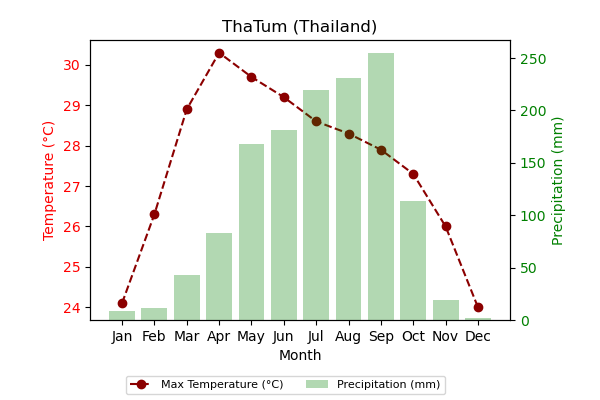 ThaTum (Thailand)
30
29
28
27
26
25
24
Temperature (°C)
250
200
150
100
50
0
Precipitation (mm)
Jan Feb Mar Apr May Jun Jul Aug Sep Oct Nov Dec
Month
Max Temperature (°C) Precipitation (mm)